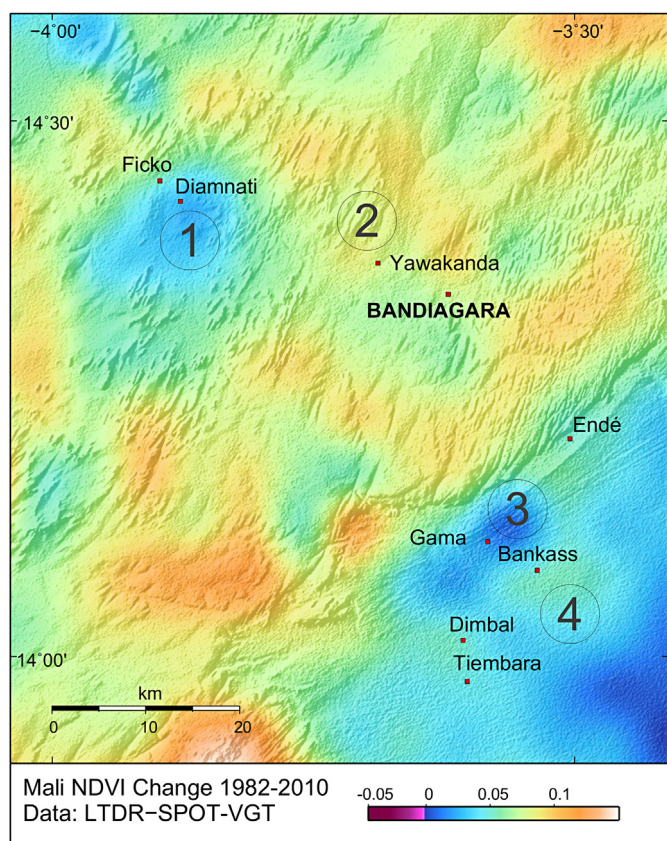 −4˚00'
−3˚30'
14˚30'
Ficko
Diamnati
1
2
Yawakanda
BANDIAGARA
Endé
3
Gama
Bankass
4
Dimbal
14˚00'
Tiembara
km
0 10 20
Mali NDVI Change 1982-2010
Data: LTDR−SPOT-VGT
-0.05 0 0.05 0.1